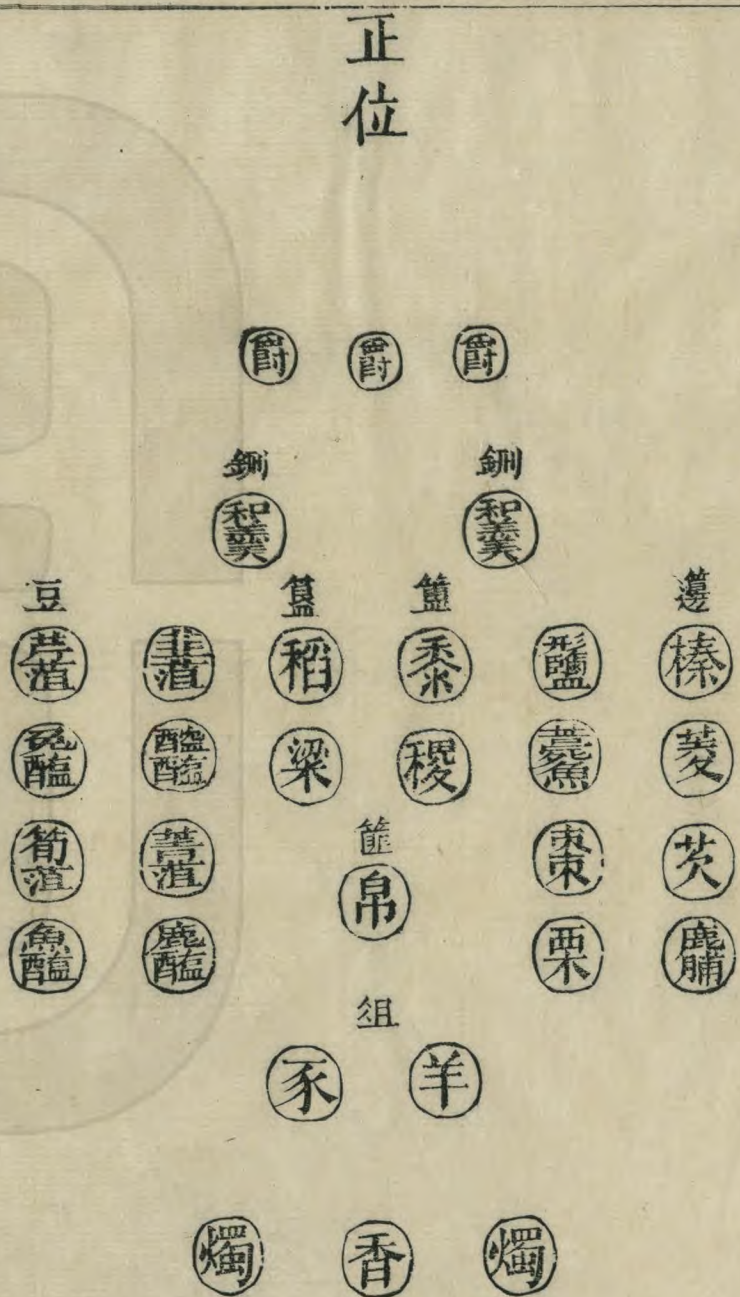 正位
爵 爵 爵
鉶 鉶
和羹 和羹
籩 簠 簋 豆
榛 形鹽 黍 稻 韭菹 芹菹
菱 薧魚 稷 粱 醓醢 兔醢
芡 棗 菁菹 筍菹
鹿脯 栗 鹿醢 魚醢
篚
帛
俎
羊 豕
燭 香 燭